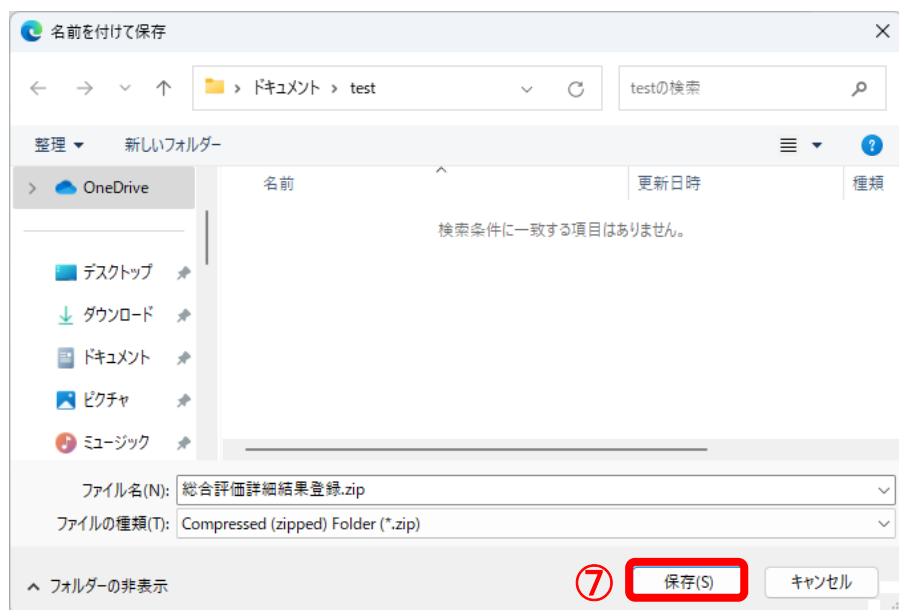 名前を付けて保存
ドキュメント test
testの検索
整理 新しいフォルダー
OneDrive
名前 更新日時 種類
検索条件に一致する項目はありません。
デスクトップ
ダウンロード
ドキュメント
ピクチャ
ミュージック
ファイル名(N): 総合評価詳細結果登録.zip
ファイルの種類(T): Compressed (zipped) Folder (*.zip)
フォルダーの非表示 ⑦ 保存(S) キャンセル